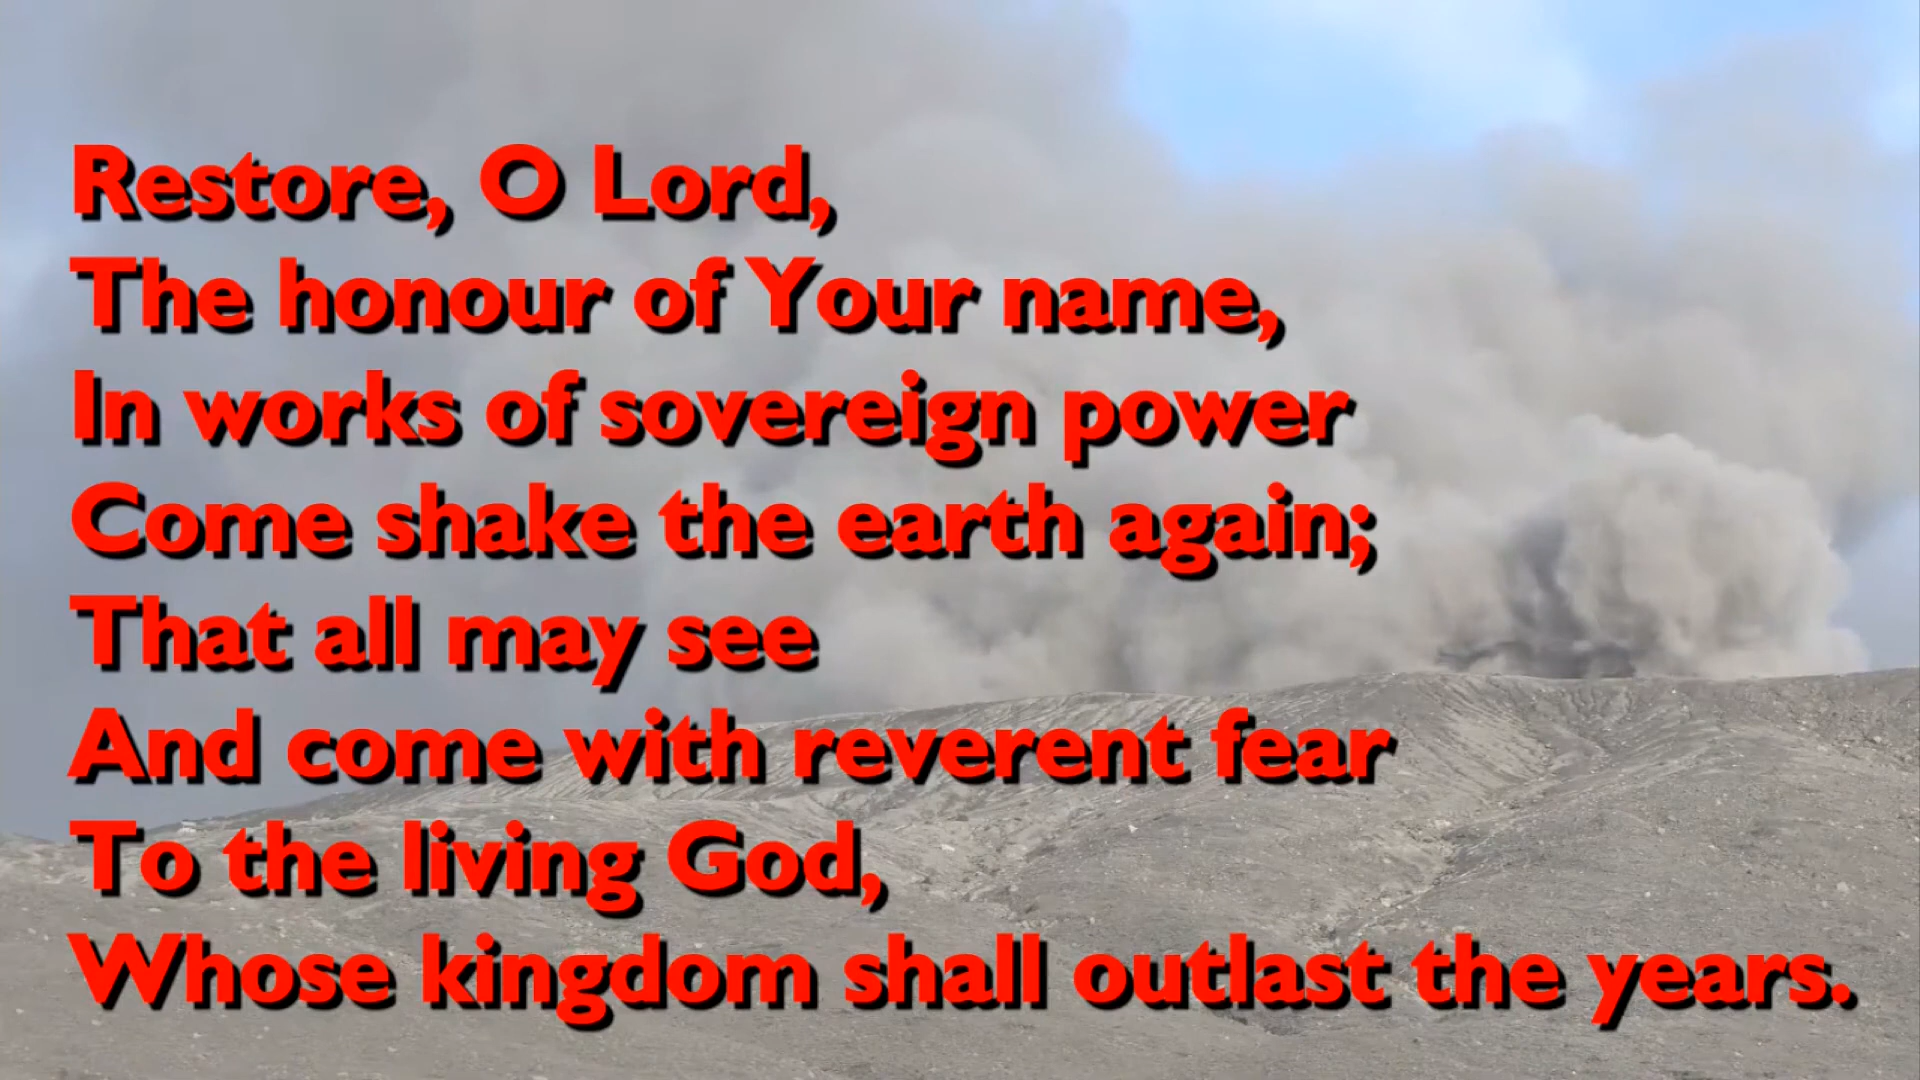 Restore, O Lord,
The honour of Your name,
In works of sovereign power
Come shake the earth again;
That all may see
And come with reverent fear
To the living God,
Whose kingdom shall outlast the years.